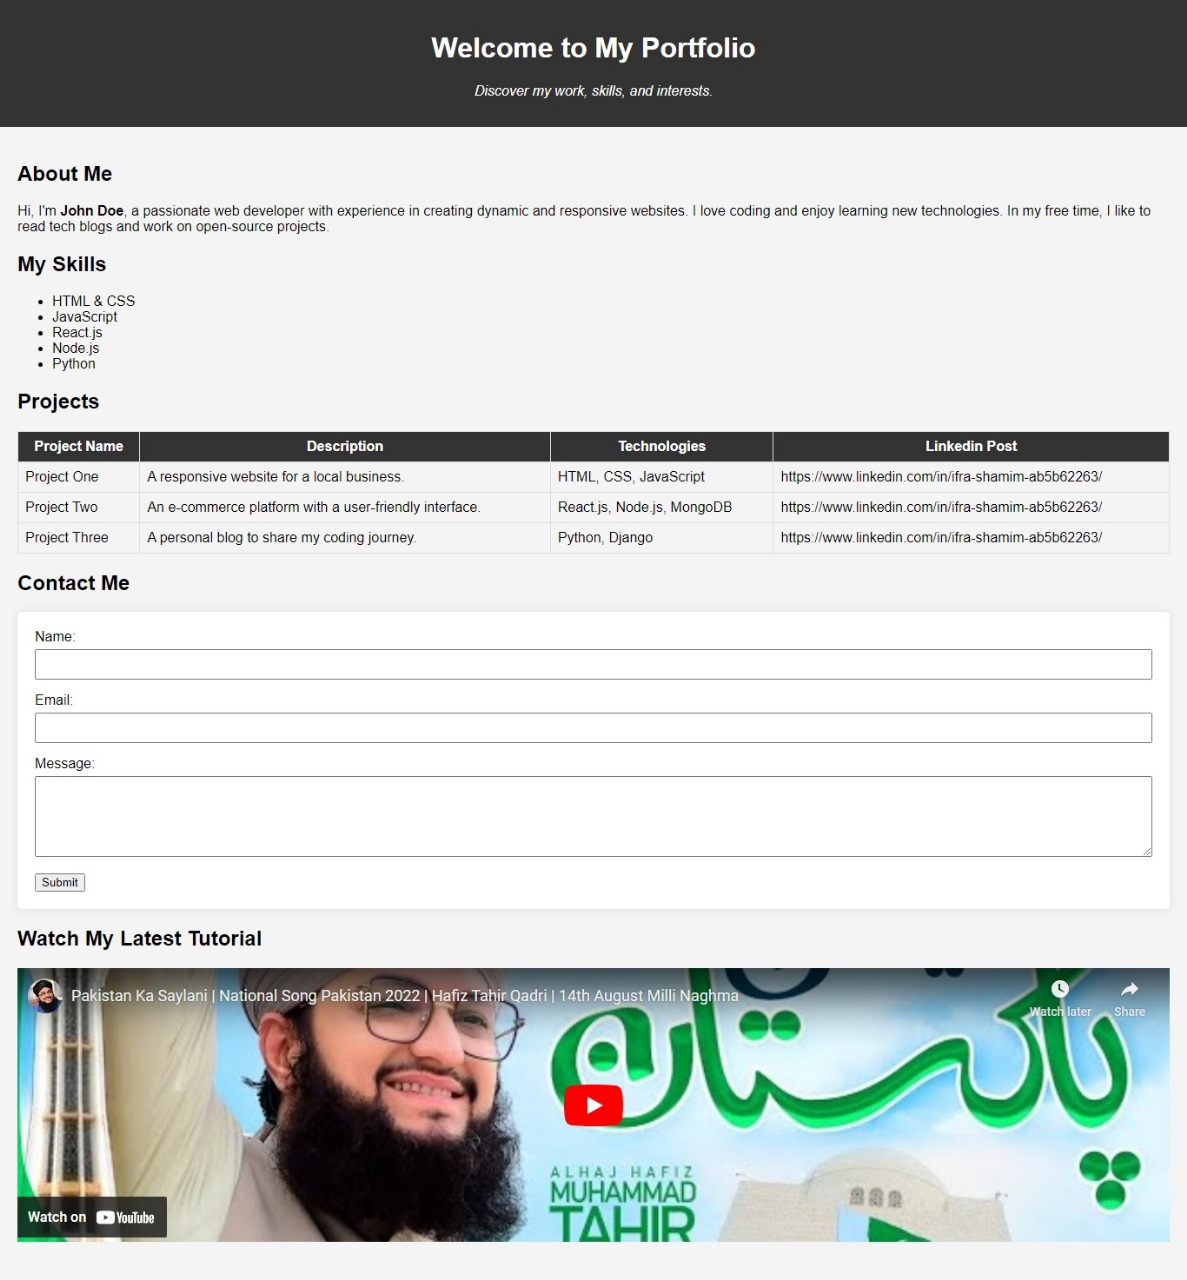 Welcome to My Portfolio
Discover my work, skills, and interests.
About Me
Hi, I'm John Doe, a passionate web developer with experience in creating dynamic and responsive websites. I love coding and enjoy learning new technologies. In my free time, I like to
read tech blogs and work on open-source projects.
My Skills
HTML & CSS
JavaScript
React.js
Node.js
Python
Projects
Project Name Description Technologies Linkedin Post
Project One A responsive website for a local business. HTML, CSS, JavaScript https://www.linkedin.com/in/ifra-shamim-ab5b62263/
Project Two An e-commerce platform with a user-friendly interface. React.js, Node.js, MongoDB https://www.linkedin.com/in/ifra-shamim-ab5b62263/
Project Three A personal blog to share my coding journey. Python, Django https://www.linkedin.com/in/ifra-shamim-ab5b62263/
Contact Me
Name:
Email:
Message:
Submit
Watch My Latest Tutorial
Pakistan Ka Saylani | National Song Pakistan 2022 | Hafiz Tahir Qadri | 14th August Milli Naghma
Watch later Share
پاکستان
ALHAJ HAFIZ
MUHAMMAD
TAHIR
Watch on YouTube